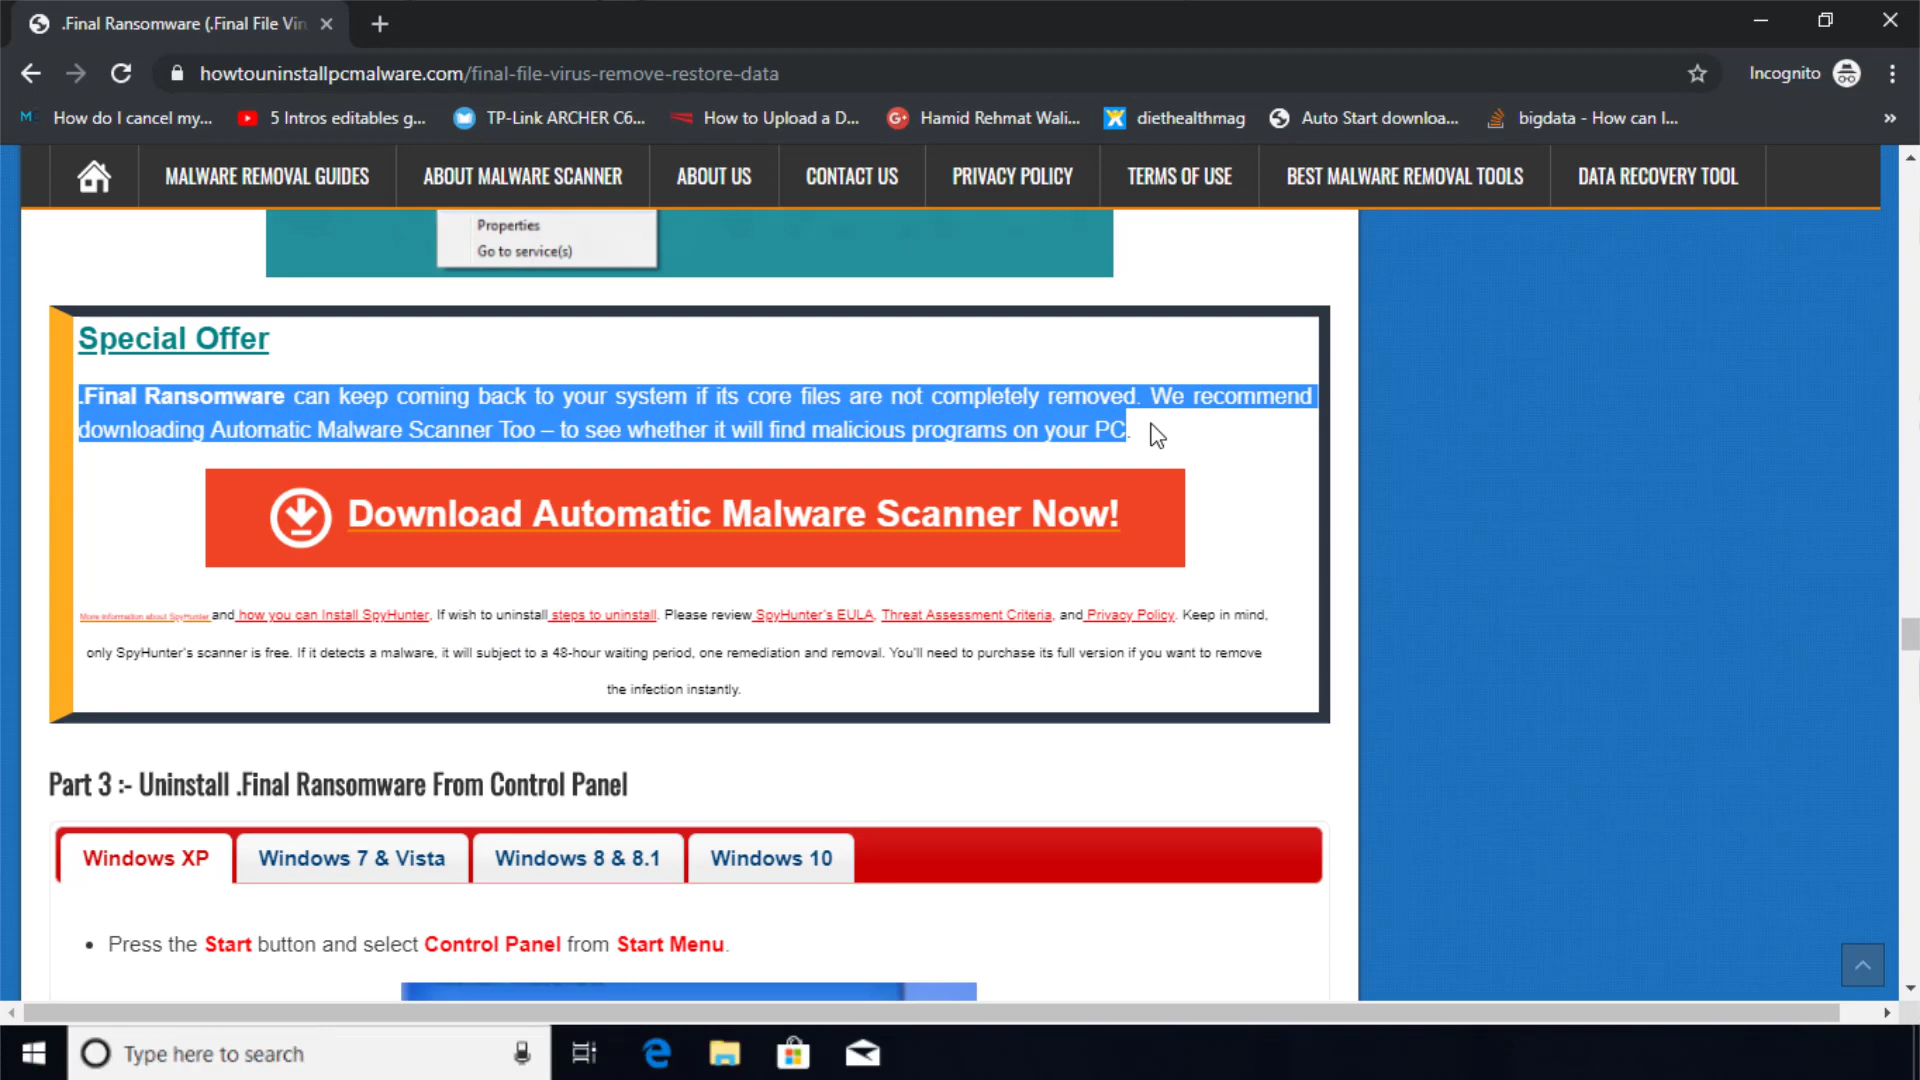 .Final Ransomware (.Final File Viru
howtouninstallpcmalware.com/final-file-virus-remove-restore-data
Incognito
How do I cancel my...
5 Intros editables g...
TP-Link ARCHER C6...
How to Upload a D...
Hamid Rehmat Wali...
diethealthmag
Auto Start downloa...
bigdata - How can I...
MALWARE REMOVAL GUIDES
ABOUT MALWARE SCANNER
ABOUT US
CONTACT US
PRIVACY POLICY
TERMS OF USE
BEST MALWARE REMOVAL TOOLS
DATA RECOVERY TOOL
Properties
Go to service(s)
Special Offer
.Final Ransomware can keep coming back to your system if its core files are not completely removed. We recommend
downloading Automatic Malware Scanner Too – to see whether it will find malicious programs on your PC.
Download Automatic Malware Scanner Now!
More information about SpyHunter and how you can Install SpyHunter. If wish to uninstall steps to uninstall. Please review SpyHunter's EULA, Threat Assessment Criteria, and Privacy Policy. Keep in mind,
only SpyHunter's scanner is free. If it detects a malware, it will subject to a 48-hour waiting period, one remediation and removal. You'll need to purchase its full version if you want to remove
the infection instantly.
Part 3 :- Uninstall .Final Ransomware From Control Panel
Windows XP
Windows 7 & Vista
Windows 8 & 8.1
Windows 10
Press the Start button and select Control Panel from Start Menu.
Type here to search